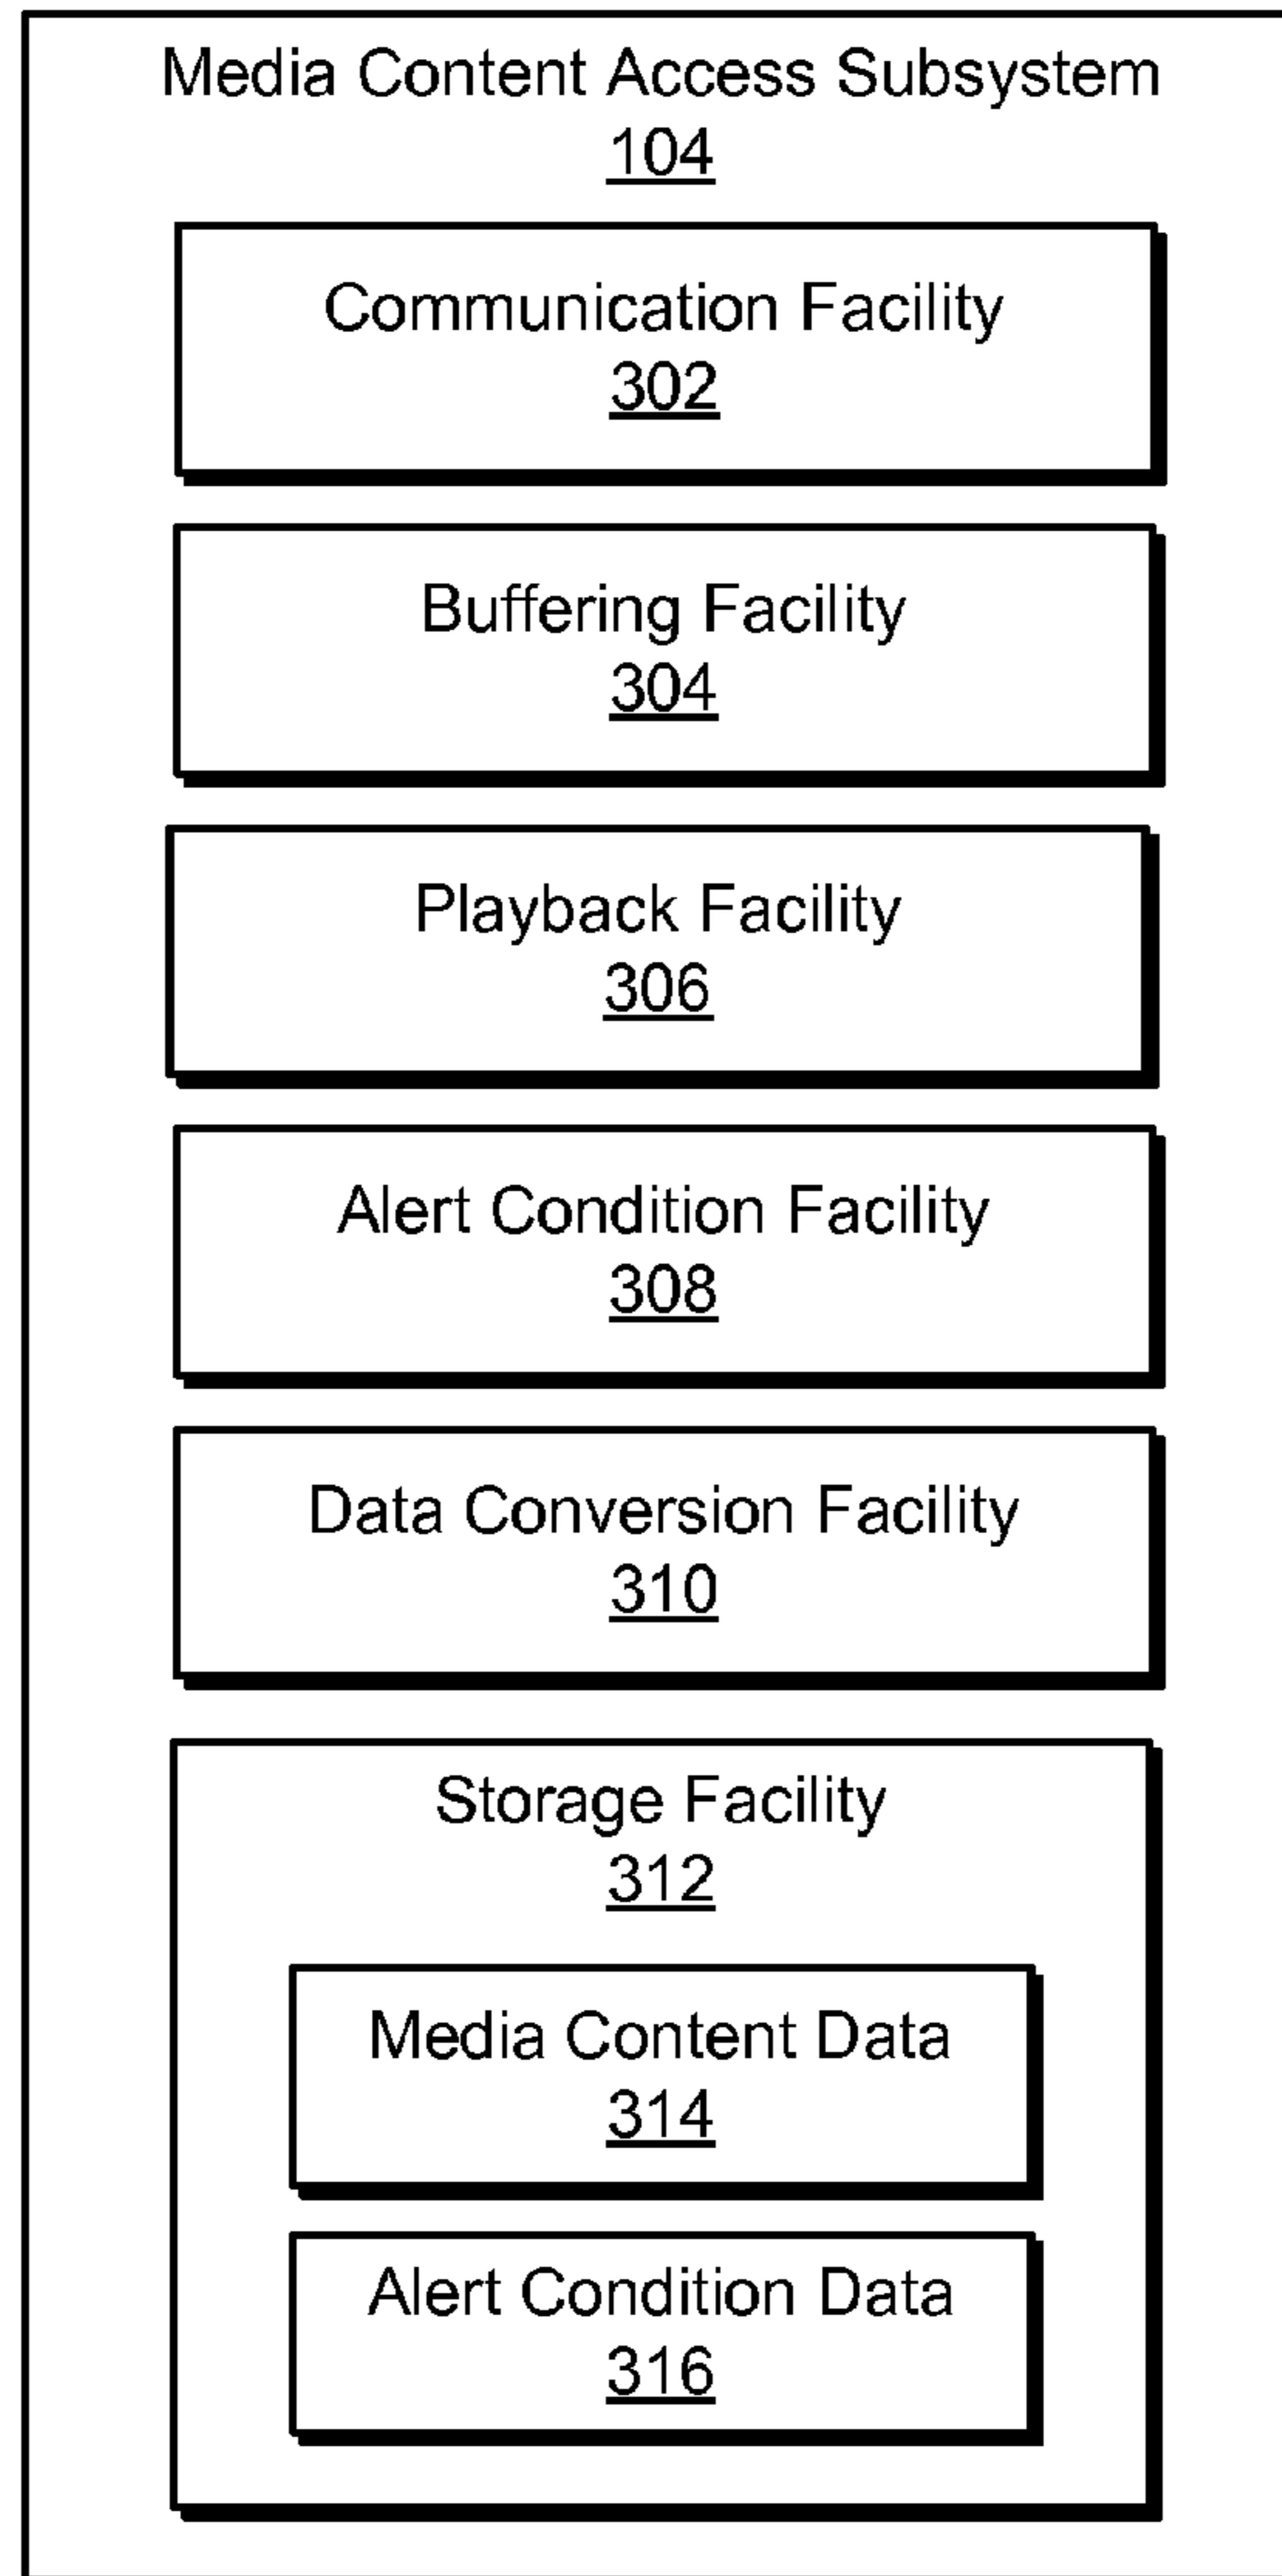 Media Content Access Subsystem
104
Communication Facility
302
Buffering Facility
304
Playback Facility
306
Alert Condition Facility
308
Data Conversion Facility
310
Storage Facility
312
Media Content Data
314
Alert Condition Data
316